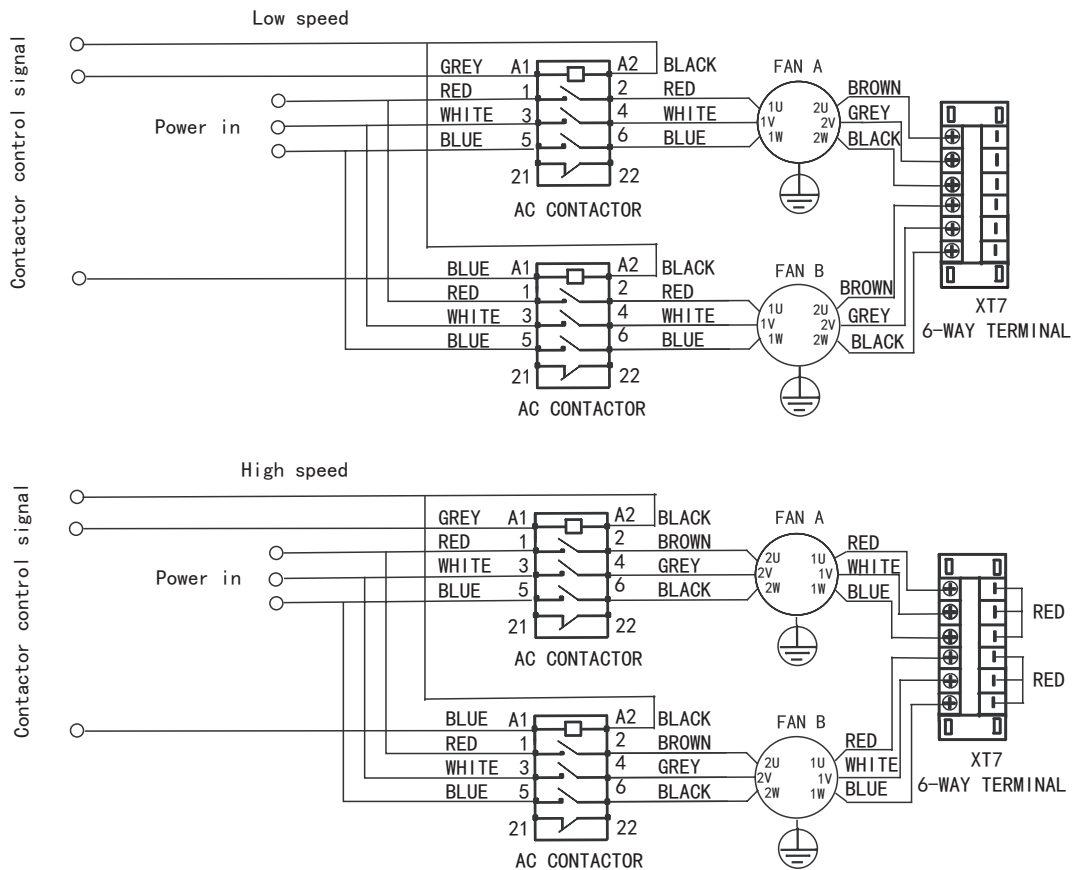 Low speed
Contactor control signal
GREY A1 A2 BLACK
FAN A
RED 1 2 RED
1U 2U BROWN
Power in
WHITE 3 4 WHITE
1V 2V GREY
BLUE 5 6 BLUE
1W 2W BLACK
21 22
AC CONTACTOR
BLUE A1 A2 BLACK
FAN B
RED 1 2 RED
1U 2U BROWN
WHITE 3 4 WHITE
1V 2V GREY
BLUE 5 6 BLUE
1W 2W BLACK
XT7
6-WAY TERMINAL
21 22
AC CONTACTOR
High speed
Contactor control signal
GREY A1 A2 BLACK
FAN A
RED 1 2 BROWN
2U 1U RED
Power in
WHITE 3 4 GREY
2V 1V WHITE
BLUE 5 6 BLACK
2W 1W BLUE
RED
21 22
AC CONTACTOR
RED
BLUE A1 A2 BLACK
FAN B
RED 1 2 BROWN
2U 1U RED
WHITE 3 4 GREY
2V 1V WHITE
BLUE 5 6 BLACK
2W 1W BLUE
XT7
6-WAY TERMINAL
21 22
AC CONTACTOR